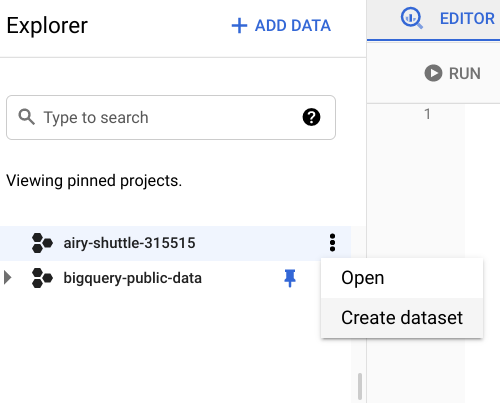 Explorer
ADD DATA
EDITOR
RUN
Type to search
1
Viewing pinned projects.
airy-shuttle-315515
bigquery-public-data
Open
Create dataset